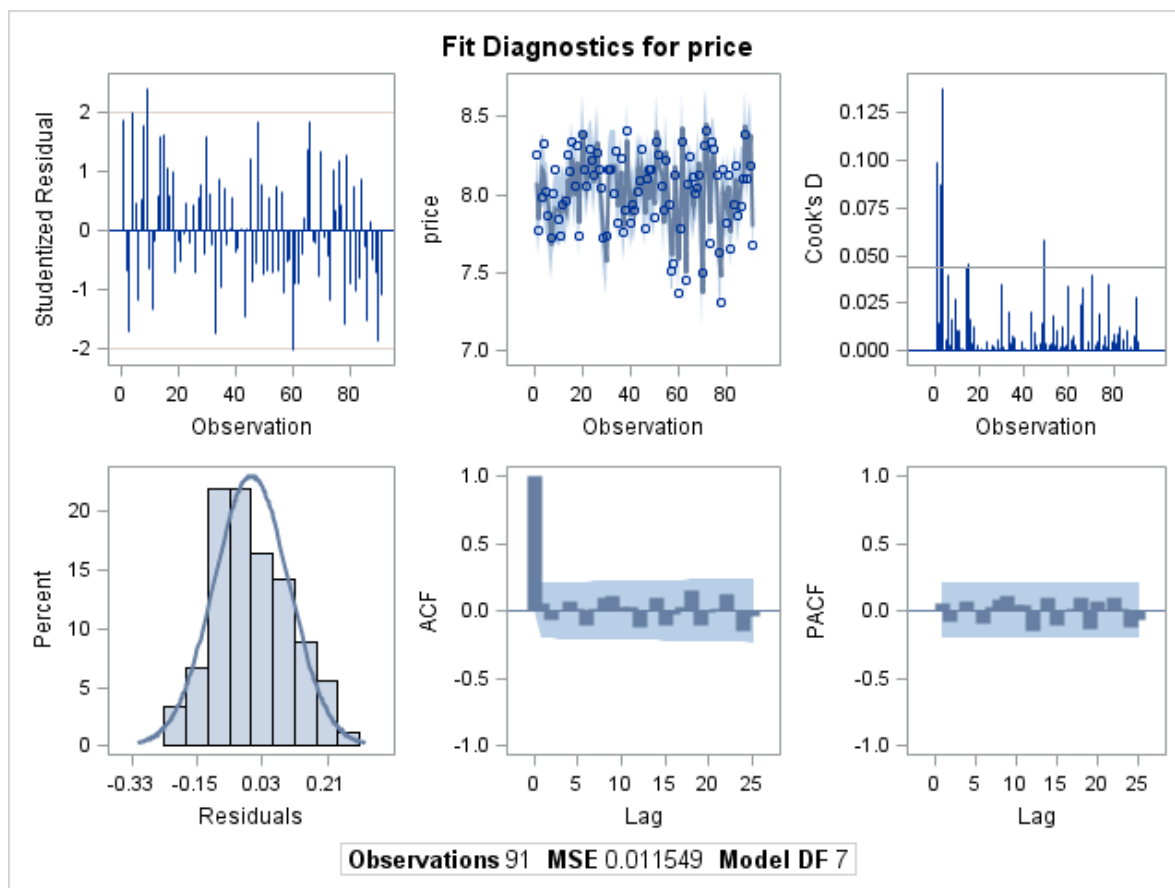 Fit Diagnostics for price
Studentized Residual
2
1
0
-1
-2
0 20 40 60 80
Observation
price
8.5
8.0
7.5
7.0
0 20 40 60 80
Observation
Cook's D
0.125
0.100
0.075
0.050
0.025
0.000
0 20 40 60 80
Observation
Percent
20
15
10
5
0
-0.33 -0.15 0.03 0.21
Residuals
ACF
1.0
0.5
0.0
-0.5
-1.0
0 5 10 15 20 25
Lag
PACF
1.0
0.5
0.0
-0.5
-1.0
0 5 10 15 20 25
Lag
Observations 91 MSE 0.011549 Model DF 7